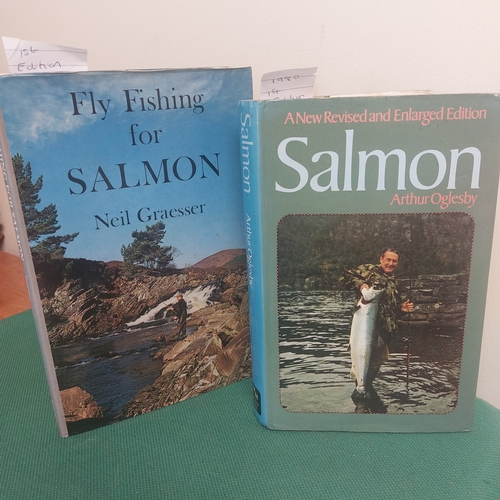 1st
Edition
Fly Fishing
for
SALMON
Neil Graesser
1980
1st
Salmon Arthur Oglesby
A New Revised and Enlarged Edition
Salmon
Arthur Oglesby